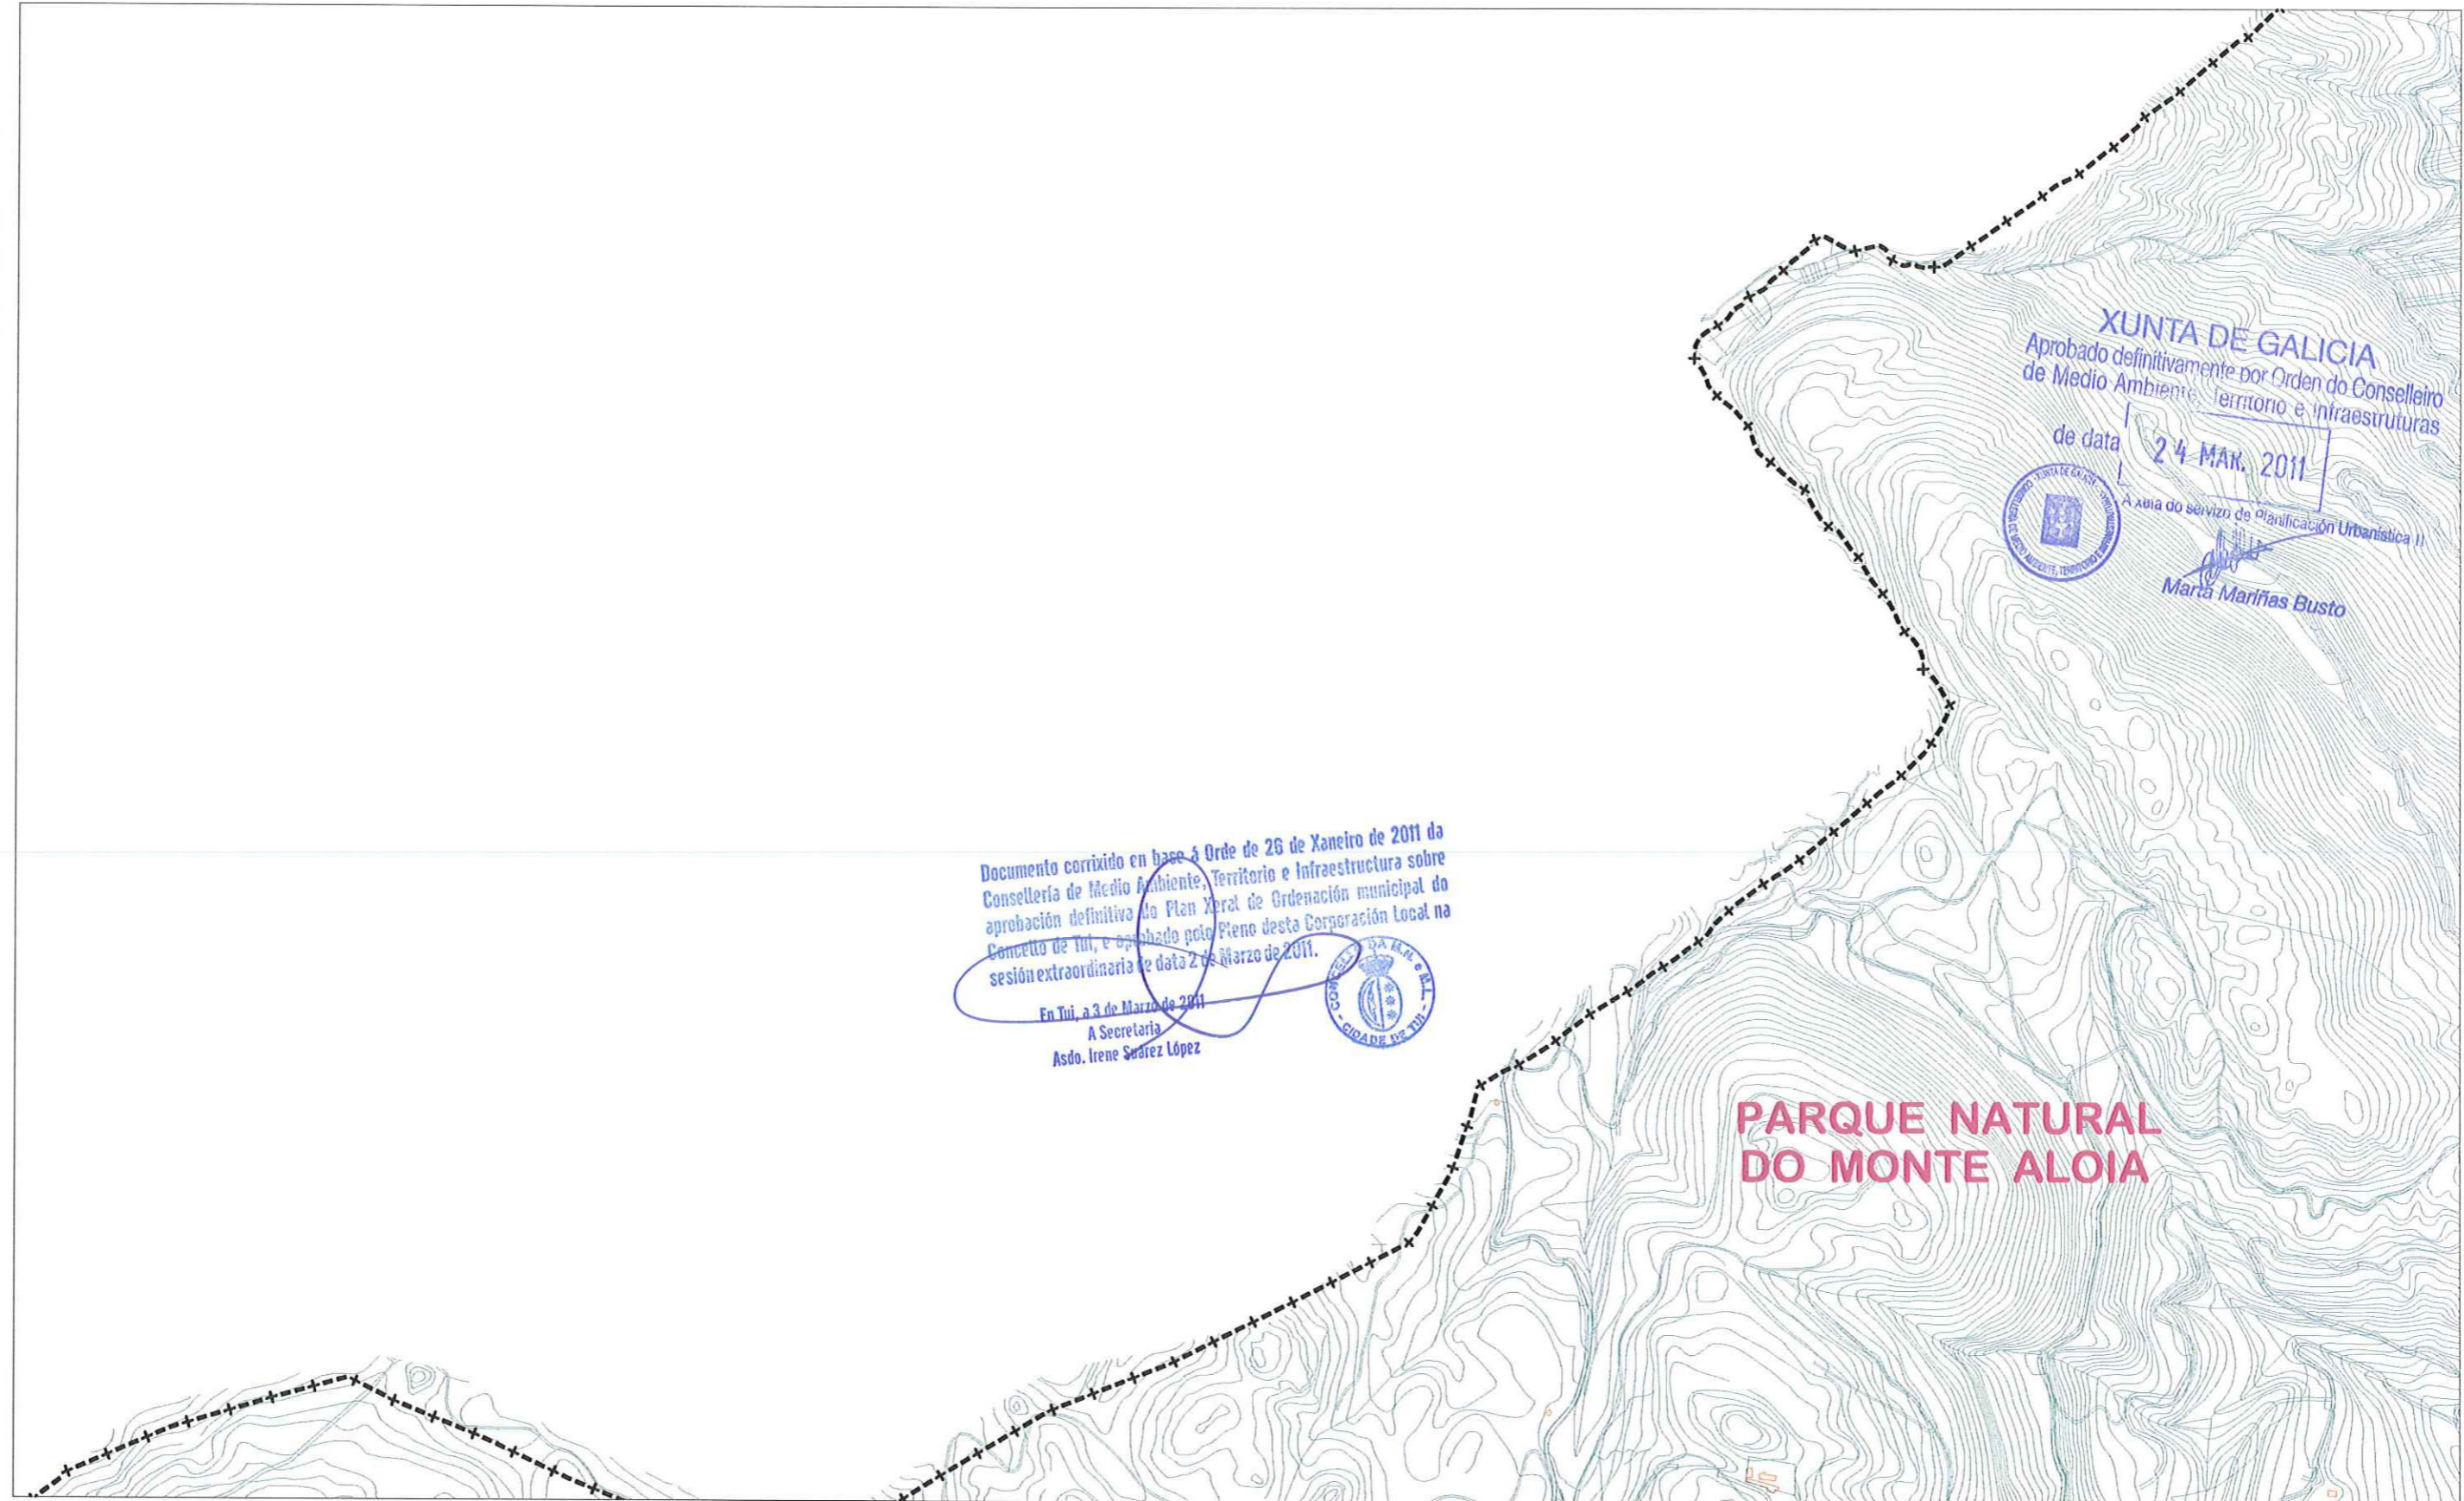 XUNTA DE GALICIA
Aprobado definitivamente por Orden do Conselleiro
de Medio Ambiente, Territorio e Infraestruturas
de data 24 MAR. 2011
A xefa do servizo de Planificación Urbanística II
Marta Mariñas Busto
Documento corrixido en base á Orde de 26 de Xaneiro de 2011 da
Consellería de Medio Ambiente, Territorio e Infraestructura sobre
aprobación definitiva do Plan Xeral de Ordenación municipal do
Concello de Tui, e aprobado polo Pleno desta Corporación Local na
sesión extraordinaria de data 2 de Marzo de 2011.
En Tui, a 3 de Marzo de 2011
A Secretaria
Asdo. Irene Suárez López
CONCELLO DA M.N. e M.L. - CIDADE DE TUI -
PARQUE NATURAL
DO MONTE ALOIA